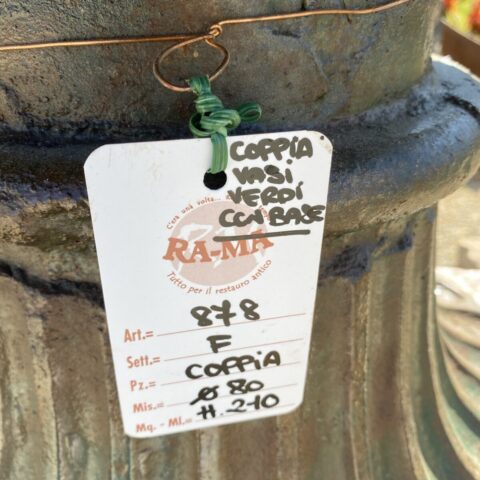 COPPIA
VASI
VERDI
CON BASE
C'era una volta...
RA-MA
Tutto per il restauro antico
Art.= 878
Sett.= F
Pz.= COPPIA
Mis.= Ø 80
Mq. - Ml.= H. 210